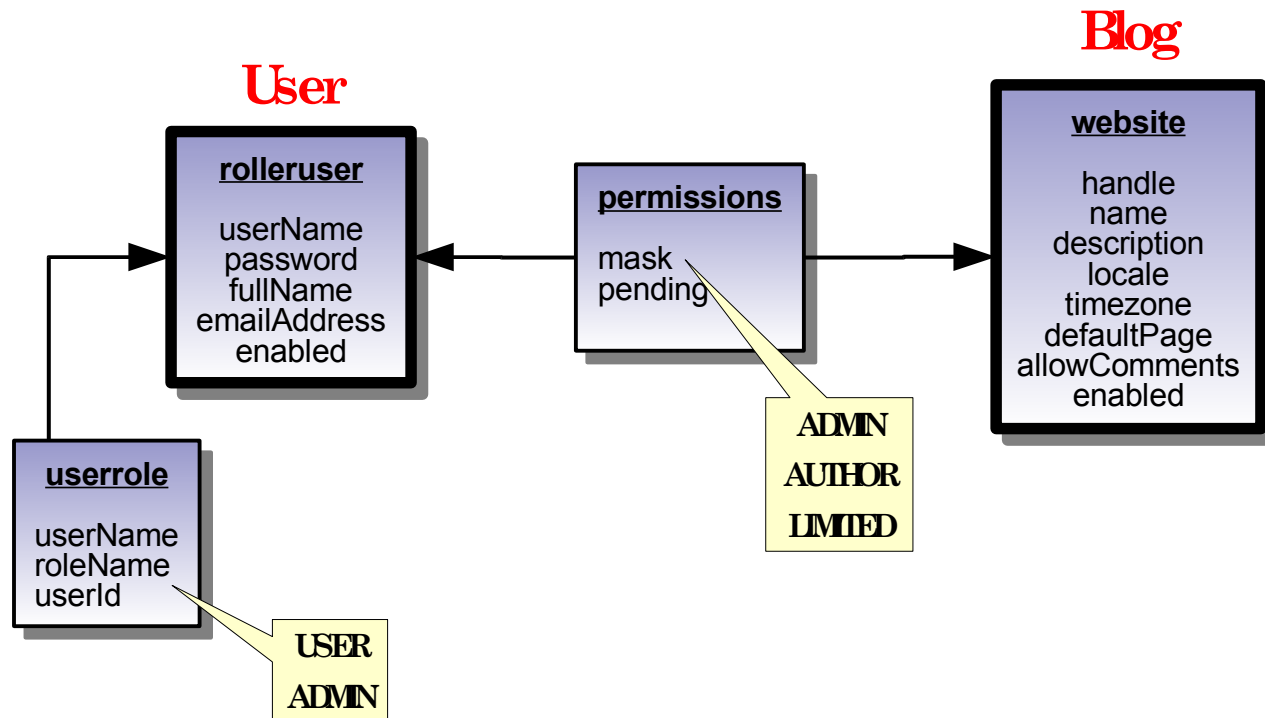 User
rolleruser
userName
password
fullName
emailAddress
enabled
userrole
userName
roleName
userId
USER
ADMIN
permissions
mask
pending
ADMIN
AUTHOR
LIMITED
Blog
website
handle
name
description
locale
timezone
defaultPage
allowComments
enabled